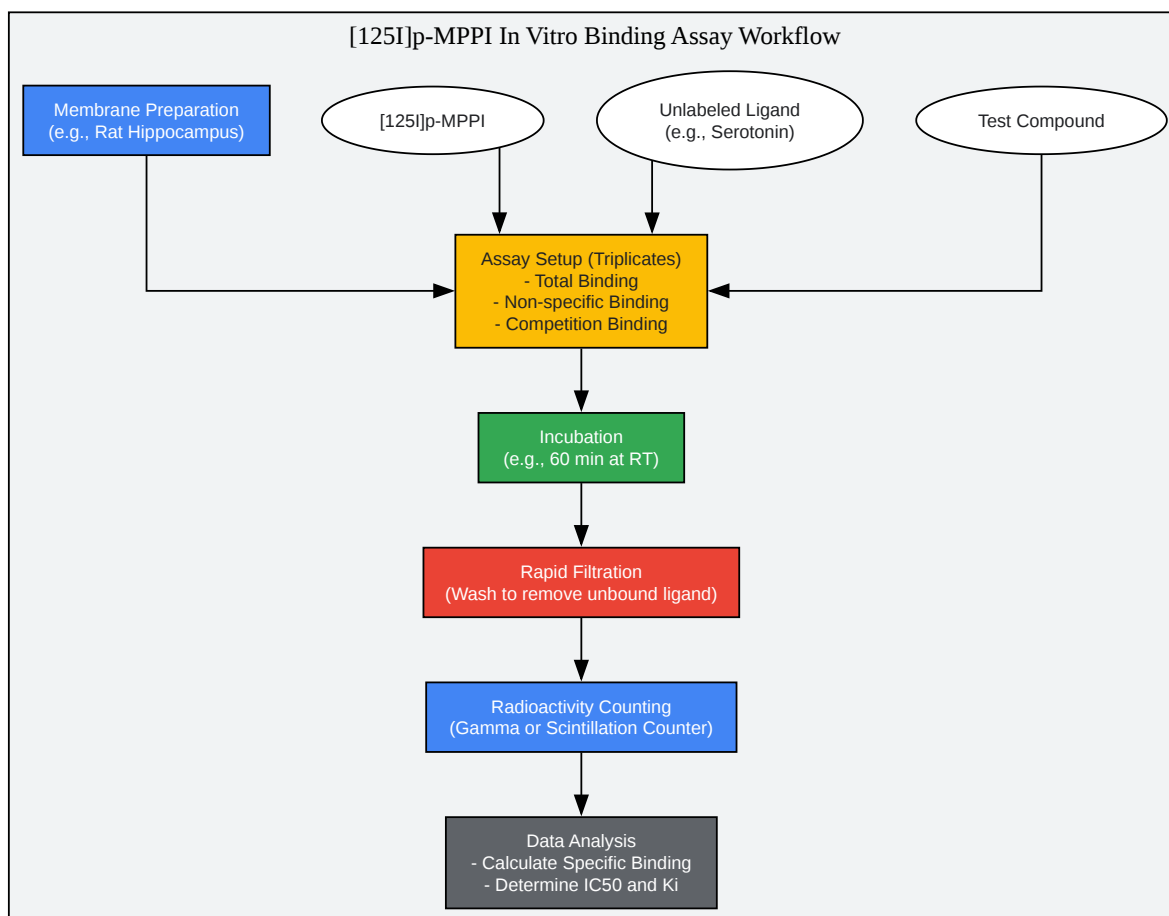 [125I]p-MPPI In Vitro Binding Assay Workflow
Membrane Preparation
(e.g., Rat Hippocampus)
[125I]p-MPPI
Unlabeled Ligand
(e.g., Serotonin)
Test Compound
Assay Setup (Triplicates)
- Total Binding
- Non-specific Binding
- Competition Binding
Incubation
(e.g., 60 min at RT)
Rapid Filtration
(Wash to remove unbound ligand)
Radioactivity Counting
(Gamma or Scintillation Counter)
Data Analysis
- Calculate Specific Binding
- Determine IC50 and Ki